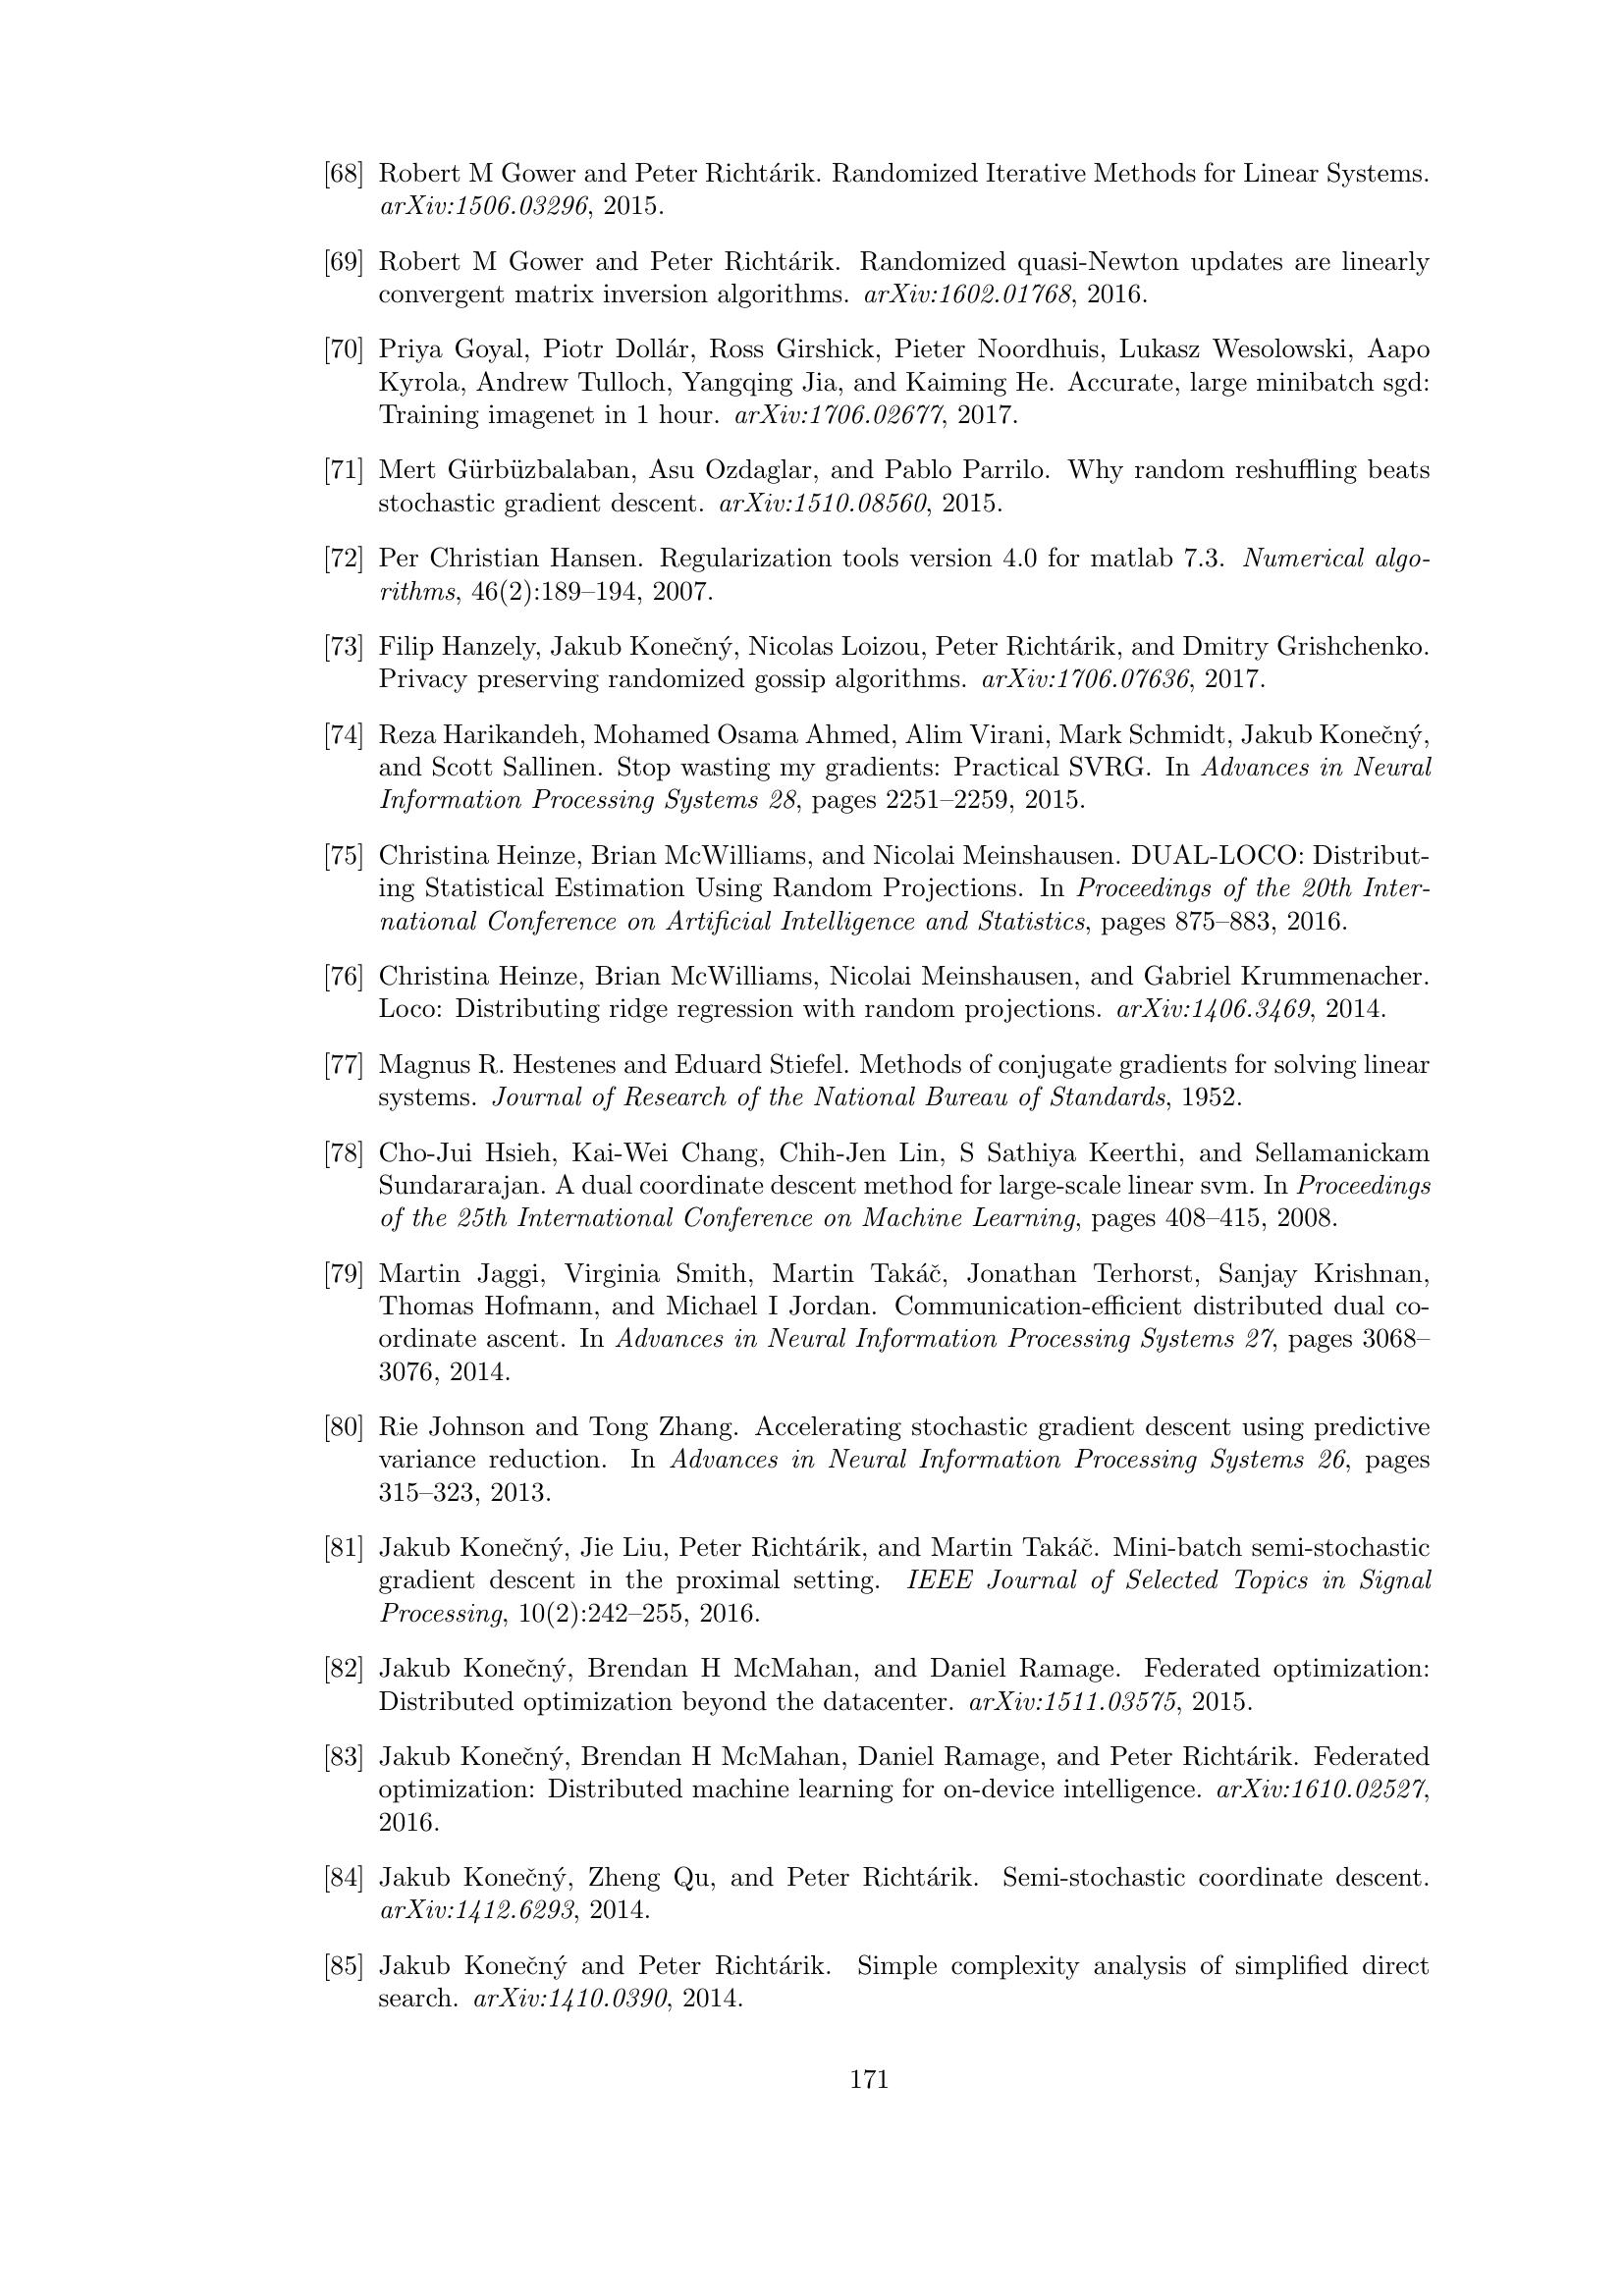 [68] Robert M Gower and Peter Richtárik. Randomized Iterative Methods for Linear Systems.
arXiv:1506.03296, 2015.
[69] Robert M Gower and Peter Richtárik. Randomized quasi-Newton updates are linearly
convergent matrix inversion algorithms. arXiv:1602.01768, 2016.
[70] Priya Goyal, Piotr Dollár, Ross Girshick, Pieter Noordhuis, Lukasz Wesolowski, Aapo
Kyrola, Andrew Tulloch, Yangqing Jia, and Kaiming He. Accurate, large minibatch sgd:
Training imagenet in 1 hour. arXiv:1706.02677, 2017.
[71] Mert Gürbüzbalaban, Asu Ozdaglar, and Pablo Parrilo. Why random reshuffling beats
stochastic gradient descent. arXiv:1510.08560, 2015.
[72] Per Christian Hansen. Regularization tools version 4.0 for matlab 7.3. Numerical algo-
rithms, 46(2):189–194, 2007.
[73] Filip Hanzely, Jakub Konečný, Nicolas Loizou, Peter Richtárik, and Dmitry Grishchenko.
Privacy preserving randomized gossip algorithms. arXiv:1706.07636, 2017.
[74] Reza Harikandeh, Mohamed Osama Ahmed, Alim Virani, Mark Schmidt, Jakub Konečný,
and Scott Sallinen. Stop wasting my gradients: Practical SVRG. In Advances in Neural
Information Processing Systems 28, pages 2251–2259, 2015.
[75] Christina Heinze, Brian McWilliams, and Nicolai Meinshausen. DUAL-LOCO: Distribut-
ing Statistical Estimation Using Random Projections. In Proceedings of the 20th Inter-
national Conference on Artificial Intelligence and Statistics, pages 875–883, 2016.
[76] Christina Heinze, Brian McWilliams, Nicolai Meinshausen, and Gabriel Krummenacher.
Loco: Distributing ridge regression with random projections. arXiv:1406.3469, 2014.
[77] Magnus R. Hestenes and Eduard Stiefel. Methods of conjugate gradients for solving linear
systems. Journal of Research of the National Bureau of Standards, 1952.
[78] Cho-Jui Hsieh, Kai-Wei Chang, Chih-Jen Lin, S Sathiya Keerthi, and Sellamanickam
Sundararajan. A dual coordinate descent method for large-scale linear svm. In Proceedings
of the 25th International Conference on Machine Learning, pages 408–415, 2008.
[79] Martin Jaggi, Virginia Smith, Martin Takáč, Jonathan Terhorst, Sanjay Krishnan,
Thomas Hofmann, and Michael I Jordan. Communication-efficient distributed dual co-
ordinate ascent. In Advances in Neural Information Processing Systems 27, pages 3068–
3076, 2014.
[80] Rie Johnson and Tong Zhang. Accelerating stochastic gradient descent using predictive
variance reduction. In Advances in Neural Information Processing Systems 26, pages
315–323, 2013.
[81] Jakub Konečný, Jie Liu, Peter Richtárik, and Martin Takáč. Mini-batch semi-stochastic
gradient descent in the proximal setting. IEEE Journal of Selected Topics in Signal
Processing, 10(2):242–255, 2016.
[82] Jakub Konečný, Brendan H McMahan, and Daniel Ramage. Federated optimization:
Distributed optimization beyond the datacenter. arXiv:1511.03575, 2015.
[83] Jakub Konečný, Brendan H McMahan, Daniel Ramage, and Peter Richtárik. Federated
optimization: Distributed machine learning for on-device intelligence. arXiv:1610.02527,
2016.
[84] Jakub Konečný, Zheng Qu, and Peter Richtárik. Semi-stochastic coordinate descent.
arXiv:1412.6293, 2014.
[85] Jakub Konečný and Peter Richtárik. Simple complexity analysis of simplified direct
search. arXiv:1410.0390, 2014.
171